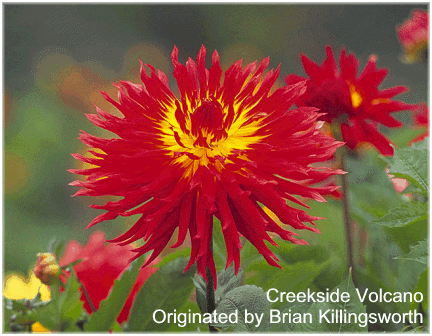 Creekside Volcano
Originated by Brian Killingsworth